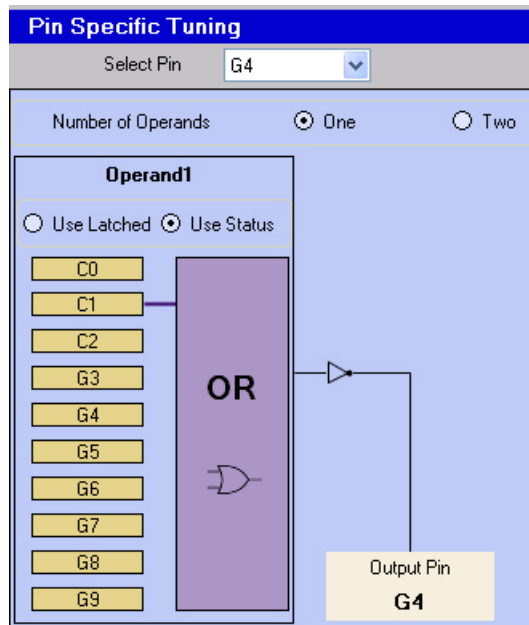 Pin Specific Tuning
Select Pin G4
Number of Operands One Two
Operand1
Use Latched Use Status
C0
C1
C2
G3
G4
G5
G6
G7
G8
G9
OR
Output Pin
G4